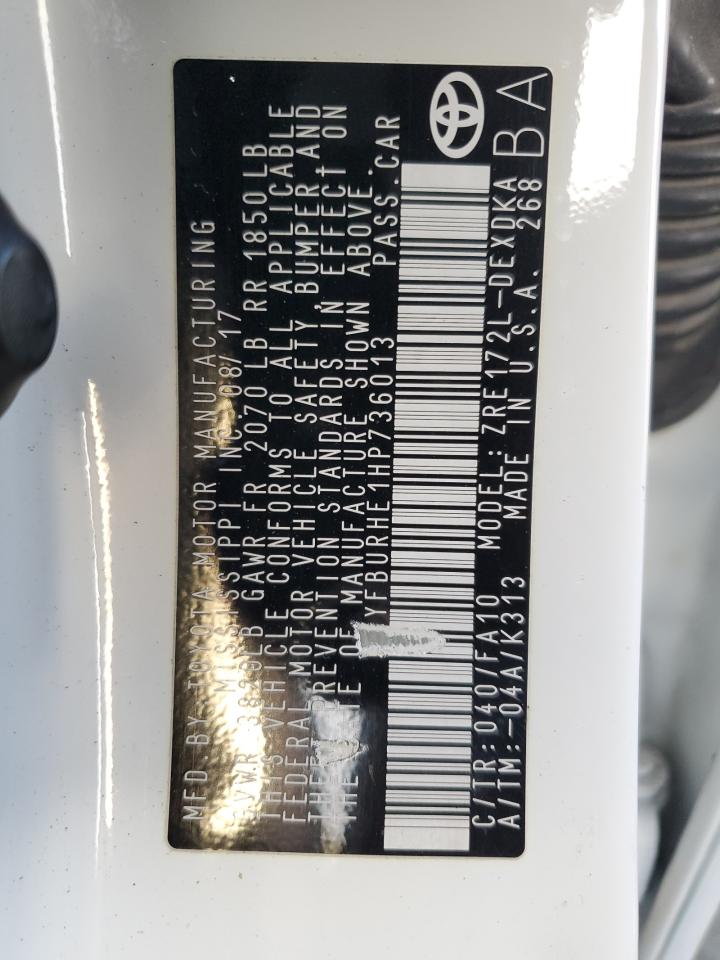 MFD. BY: TOYOTA MOTOR MANUFACTURING
MISSISSIPPI INC. 08/17
GVWR 3820LB GAWR FR 2070 LB RR 1850 LB
THIS VEHICLE CONFORMS TO ALL APPLICABLE
FEDERAL MOTOR VEHICLE SAFETY, BUMPER, AND
THEFT PREVENTION STANDARDS IN EFFECT ON
THE DATE OF MANUFACTURE SHOWN ABOVE.
YFBURHE1HP736013 PASS. CAR
C/TR: 040/FA10 MODEL: ZRE172L-DEXDKA
A/TM: -04A/K313 MADE IN U.S.A. 268
BA